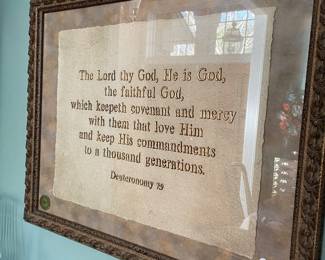 The Lord thy God, He is God,
the faithful God,
which keepeth covenant and mercy
with them that love Him
and keep His commandments
to a thousand generations.
Deuteronomy 7:9